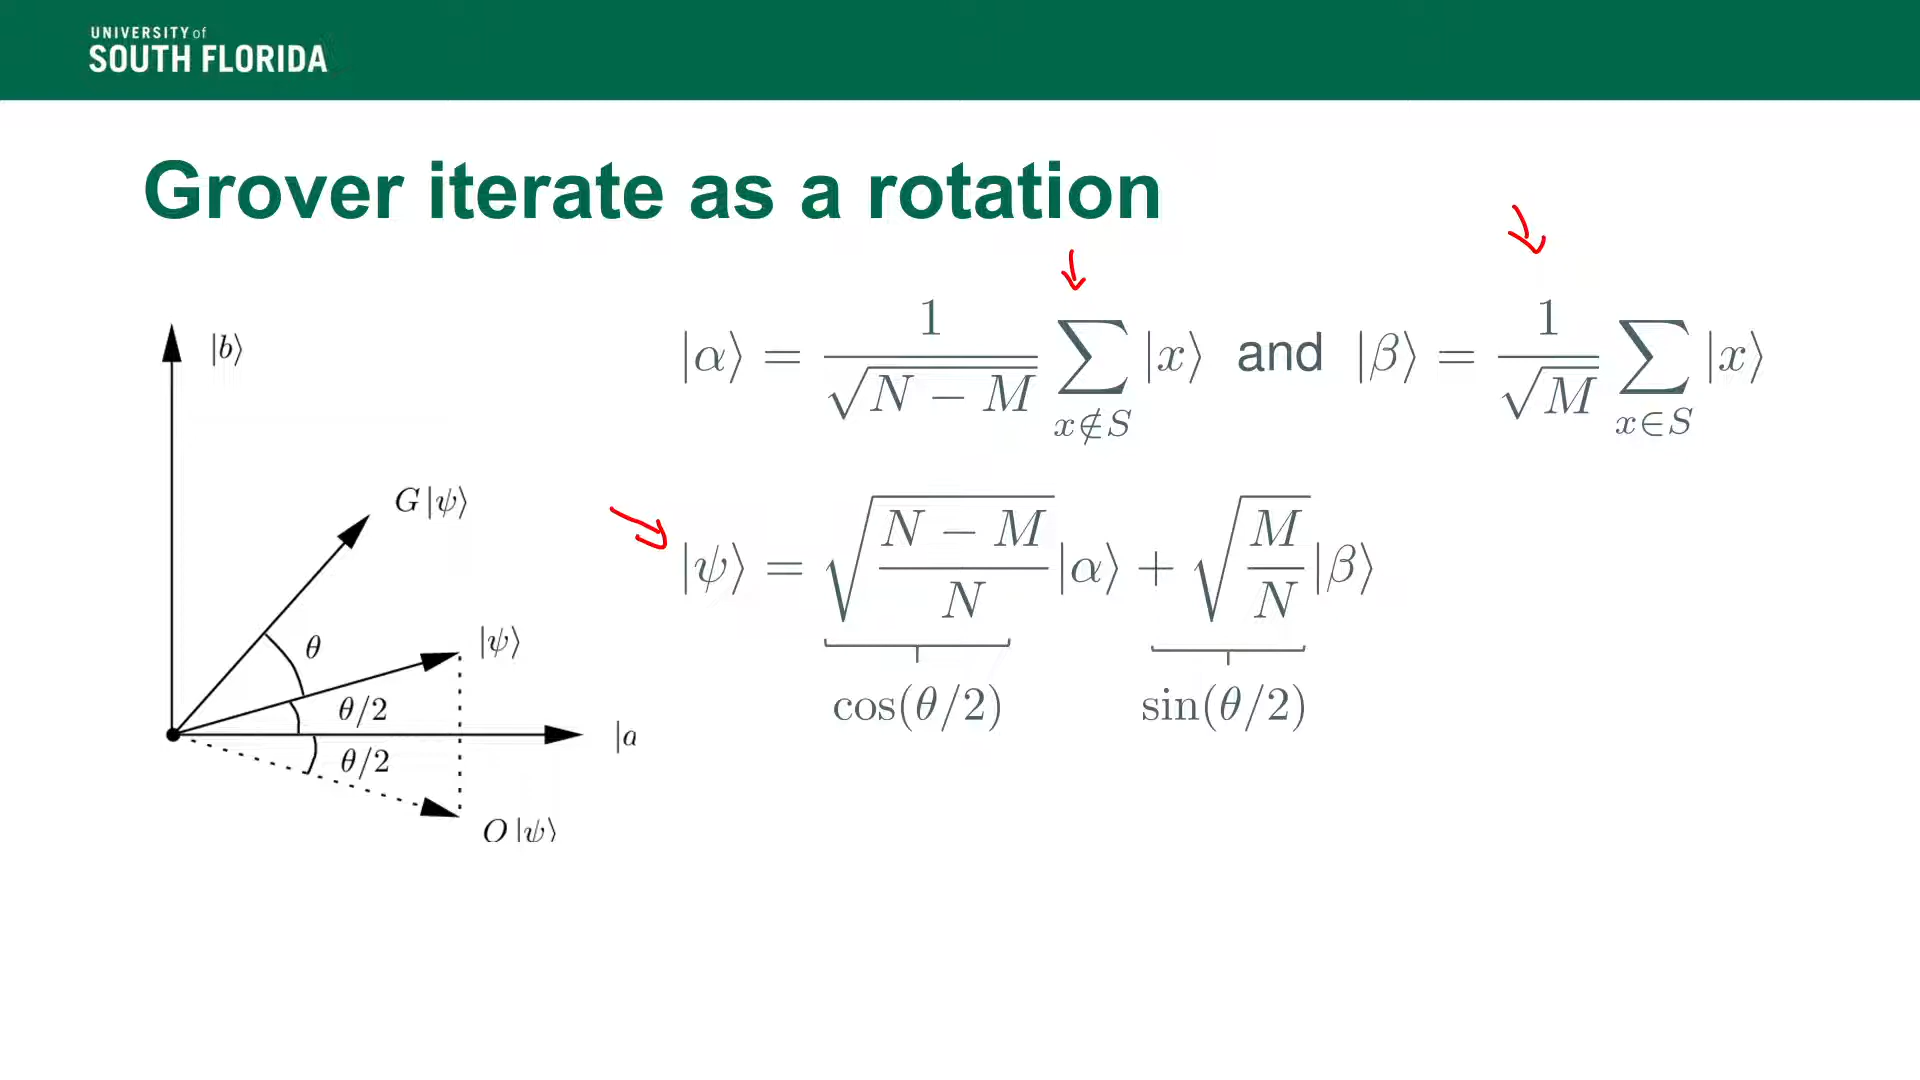 UNIVERSITY of
SOUTH FLORIDA
Grover iterate as a rotation
|b⟩
G|ψ⟩
θ
|ψ⟩
θ/2
|a
θ/2
O|ψ⟩
|α⟩ = 1/√(N − M) ∑_{x∉S} |x⟩ and |β⟩ = 1/√M ∑_{x∈S} |x⟩
|ψ⟩ = √((N − M)/N) |α⟩ + √(M/N) |β⟩
cos(θ/2) sin(θ/2)